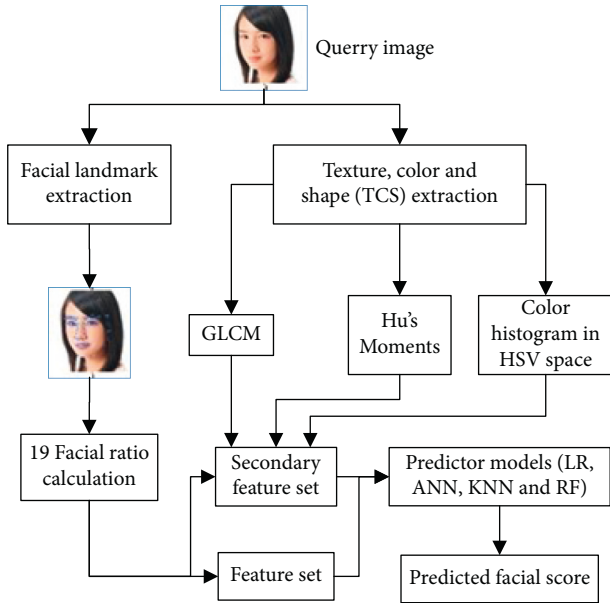 Querry image
Facial landmark
extraction
Texture, color and
shape (TCS) extraction
GLCM
Hu's
Moments
Color
histogram in
HSV space
19 Facial ratio
calculation
Secondary
feature set
Predictor models (LR,
ANN, KNN and RF)
Feature set
Predicted facial score